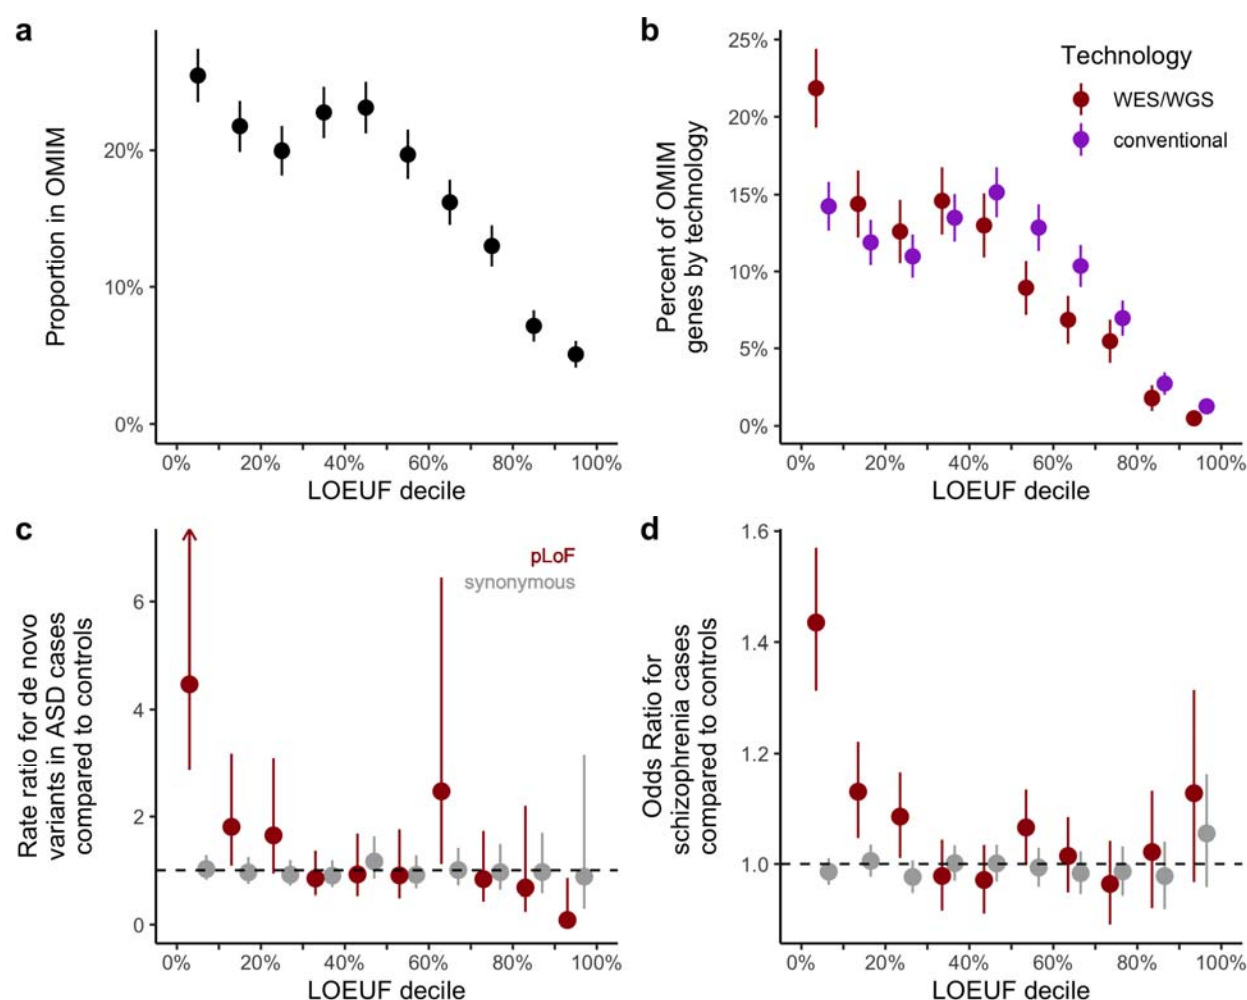 a
Proportion in OMIM
20%
10%
0%
0%
20%
40%
60%
80%
100%
LOEUF decile
b
Percent of OMIM
genes by technology
25%
20%
15%
10%
5%
0%
Technology
WES/WGS
conventional
0%
20%
40%
60%
80%
100%
LOEUF decile
c
Rate ratio for de novo
variants in ASD cases
compared to controls
6
4
2
0
pLoF
synonymous
0%
20%
40%
60%
80%
100%
LOEUF decile
d
Odds Ratio for
schizophrenia cases
compared to controls
1.6
1.4
1.2
1.0
0%
20%
40%
60%
80%
100%
LOEUF decile